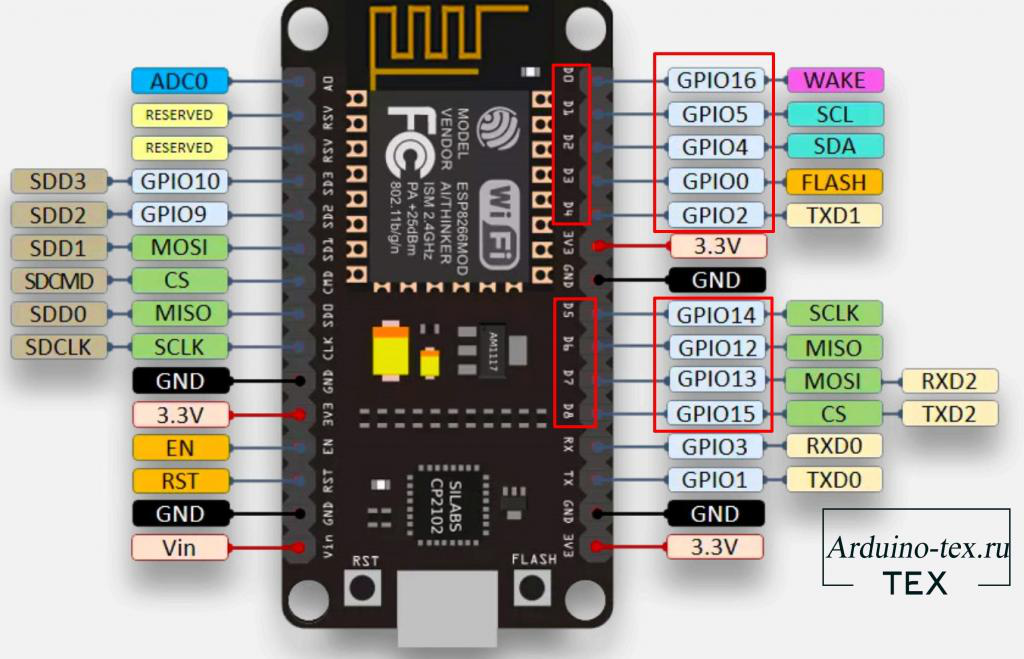 ADC0
RESERVED
RESERVED
SDD3 GPIO10
SDD2 GPIO9
SDD1 MOSI
SDCMD CS
SDD0 MISO
SDCLK SCLK
GND
3.3V
EN
RST
GND
Vin
A0
RSV
RSV
SD3
SD2
SD1
CMD
SD0
CLK
GND
3V3
EN
RST
GND
Vin
MODEL ESP8266MOD
VENDOR AI/THINKER
ISM 2.4GHz
PA +25dBm
802.11b/g/n
FC
WiFi
AM1117
SILABS
CP2102
RST
FLASH
D0
D1
D2
D3
D4
3V3
GND
D5
D6
D7
D8
RX
TX
GND
3V3
GPIO16 WAKE
GPIO5 SCL
GPIO4 SDA
GPIO0 FLASH
GPIO2 TXD1
3.3V
GND
GPIO14 SCLK
GPIO12 MISO
GPIO13 MOSI RXD2
GPIO15 CS TXD2
GPIO3 RXD0
GPIO1 TXD0
GND
3.3V
Arduino-tex.ru
TEX